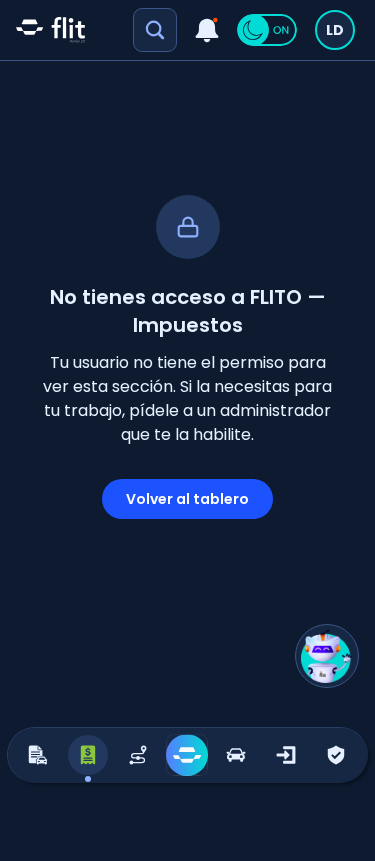 flit
ON
LD
No tienes acceso a FLITO —
Impuestos
Tu usuario no tiene el permiso para
ver esta sección. Si la necesitas para
tu trabajo, pídele a un administrador
que te la habilite.
Volver al tablero